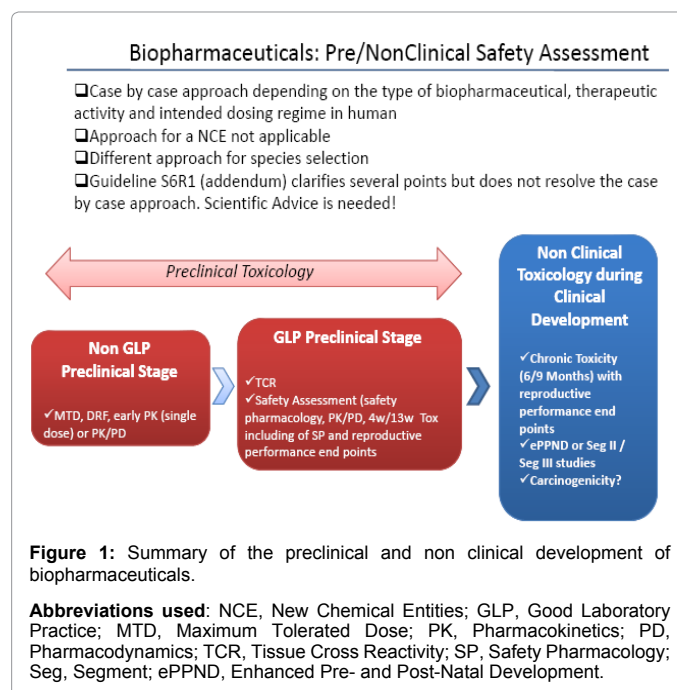 Biopharmaceuticals: Pre/NonClinical Safety Assessment
❑Case by case approach depending on the type of biopharmaceutical, therapeutic
activity and intended dosing regime in human
❑Approach for a NCE not applicable
❑Different approach for species selection
❑Guideline S6R1 (addendum) clarifies several points but does not resolve the case
by case approach. Scientific Advice is needed!
Preclinical Toxicology
Non GLP
Preclinical Stage
✓MTD, DRF, early PK (single
dose) or PK/PD
GLP Preclinical Stage
✓TCR
✓Safety Assessment (safety
pharmacology, PK/PD, 4w/13w Tox
including of SP and reproductive
performance end points
Non Clinical
Toxicology during
Clinical
Development
✓Chronic Toxicity
(6/9 Months) with
reproductive
performance end
points
✓ePPND or Seg II /
Seg III studies
✓Carcinogenicity?
Figure 1: Summary of the preclinical and non clinical development of
biopharmaceuticals.
Abbreviations used: NCE, New Chemical Entities; GLP, Good Laboratory
Practice; MTD, Maximum Tolerated Dose; PK, Pharmacokinetics; PD,
Pharmacodynamics; TCR, Tissue Cross Reactivity; SP, Safety Pharmacology;
Seg, Segment; ePPND, Enhanced Pre- and Post-Natal Development.